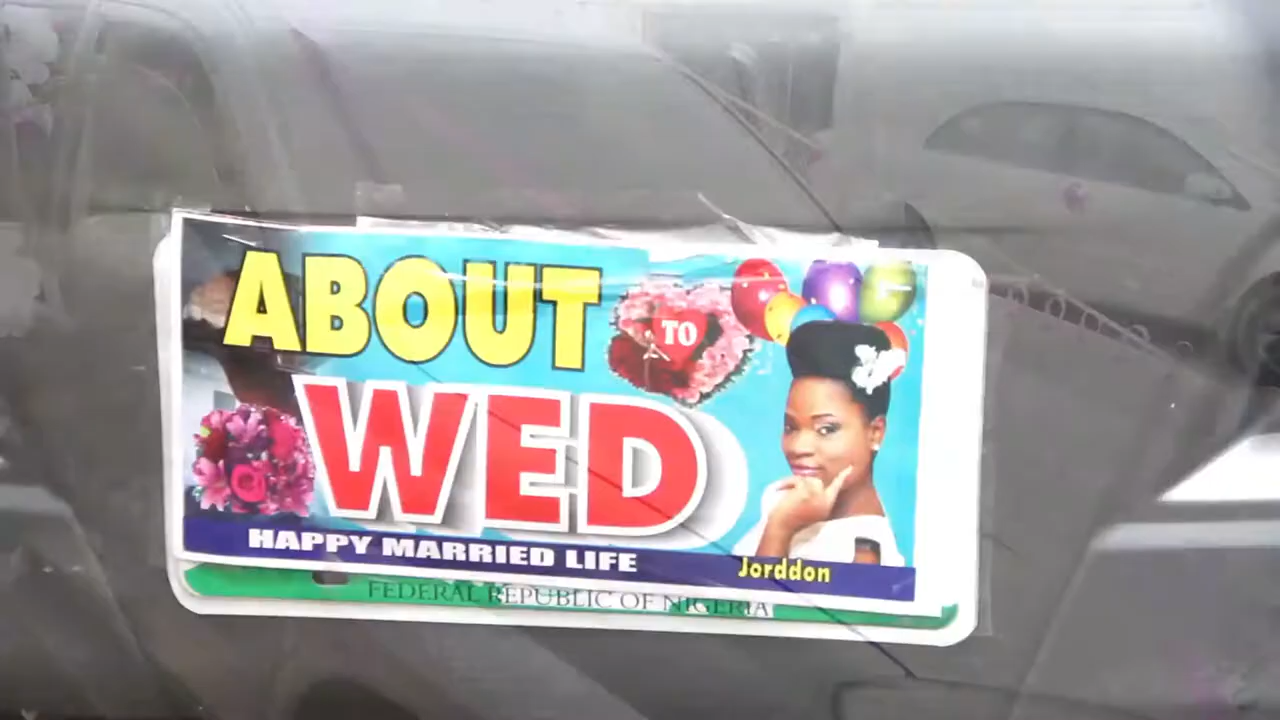 ABOUT
TO
WED
HAPPY MARRIED LIFE
Jorddon
FEDERAL REPUBLIC OF NIGERIA